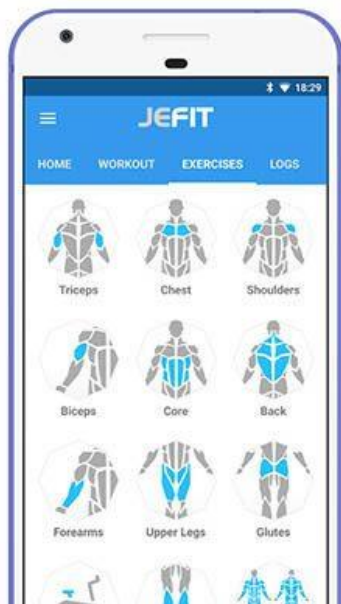 18:29
JEFIT
HOME WORKOUT EXERCISES LOGS
Triceps Chest Shoulders
Biceps Core Back
Forearms Upper Legs Glutes